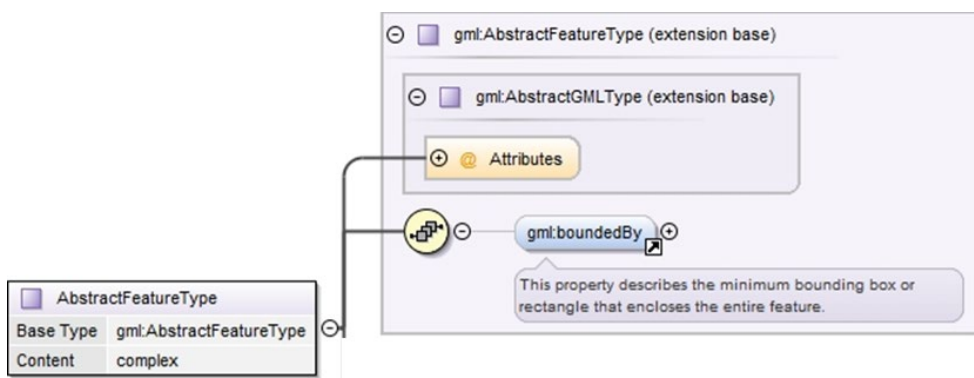 gml:AbstractFeatureType (extension base)
gml:AbstractGMLType (extension base)
@ Attributes
gml:boundedBy
This property describes the minimum bounding box or
rectangle that encloses the entire feature.
AbstractFeatureType
Base Type gml:AbstractFeatureType
Content complex